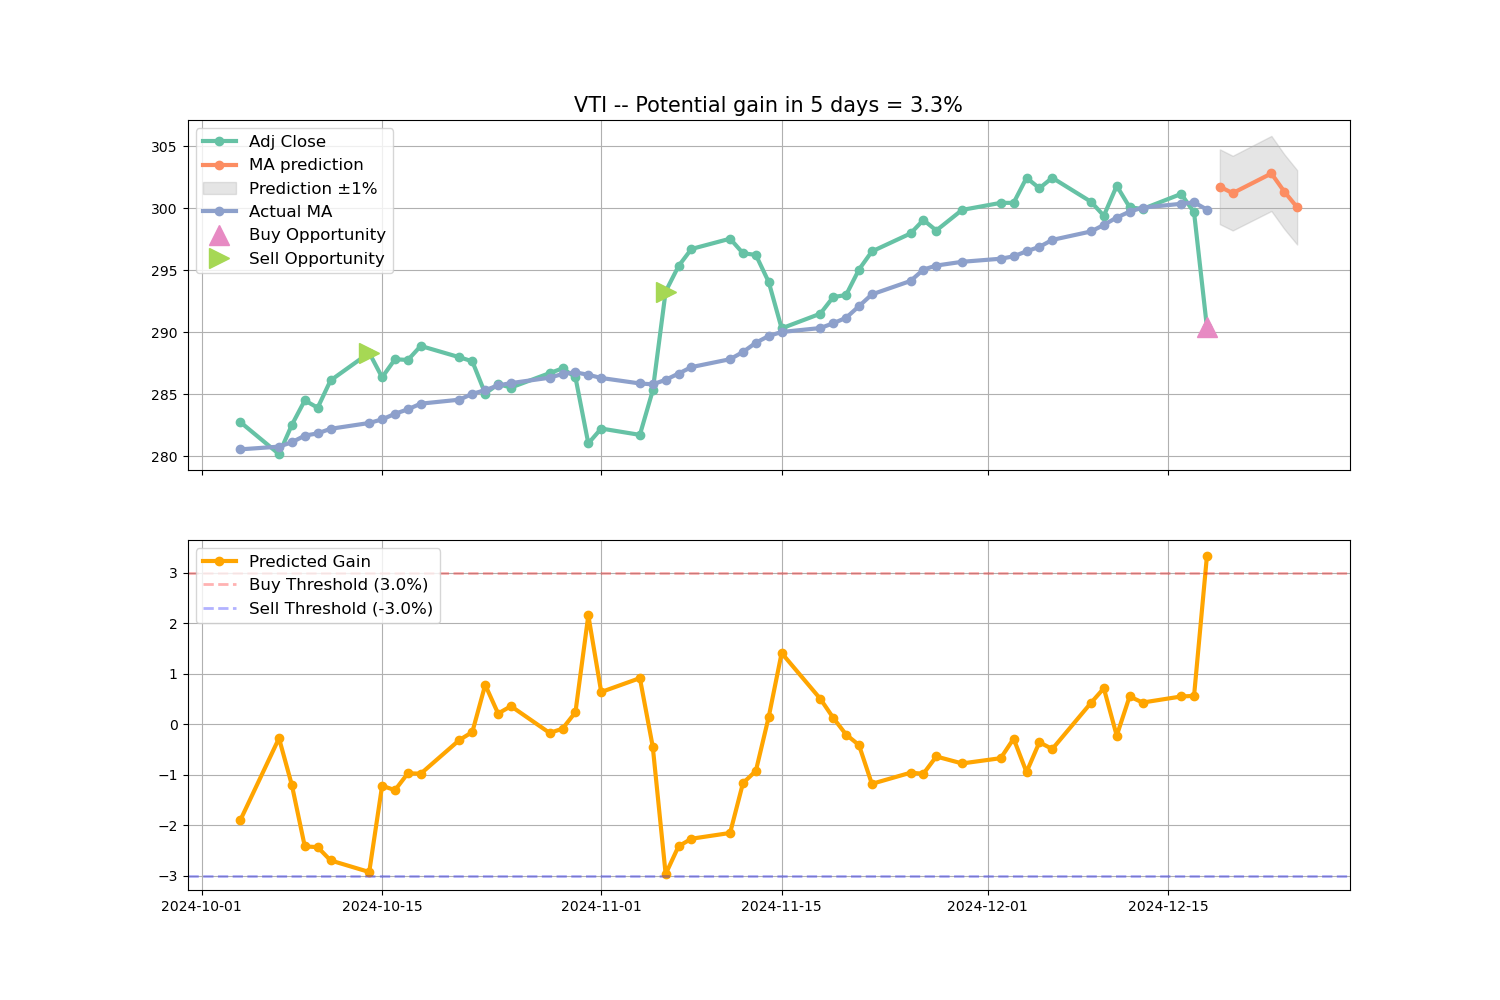 VTI -- Potential gain in 5 days = 3.3%
305
300
295
290
285
280
Adj Close
MA prediction
Prediction ±1%
Actual MA
Buy Opportunity
Sell Opportunity
3
2
1
0
−1
−2
−3
Predicted Gain
Buy Threshold (3.0%)
Sell Threshold (-3.0%)
2024-10-01
2024-10-15
2024-11-01
2024-11-15
2024-12-01
2024-12-15